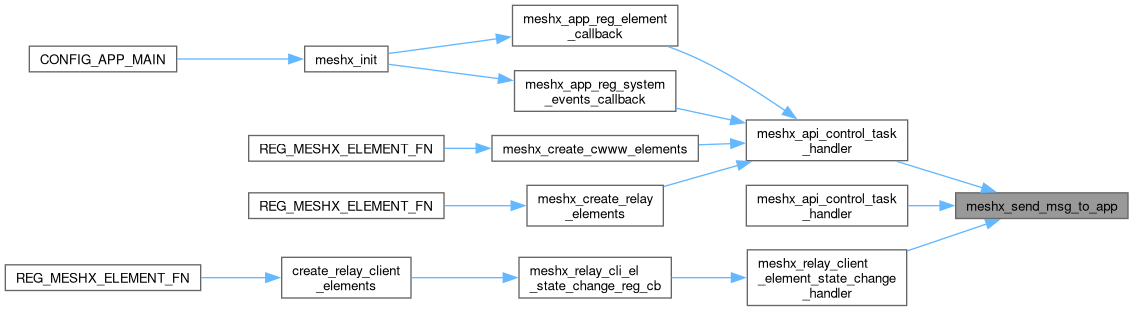 meshx_app_reg_element
_callback
CONFIG_APP_MAIN
meshx_init
meshx_app_reg_system
_events_callback
meshx_api_control_task
_handler
REG_MESHX_ELEMENT_FN
meshx_create_cwww_elements
REG_MESHX_ELEMENT_FN
meshx_create_relay
_elements
meshx_api_control_task
_handler
meshx_send_msg_to_app
REG_MESHX_ELEMENT_FN
create_relay_client
_elements
meshx_relay_cli_el
_state_change_reg_cb
meshx_relay_client
_element_state_change
_handler